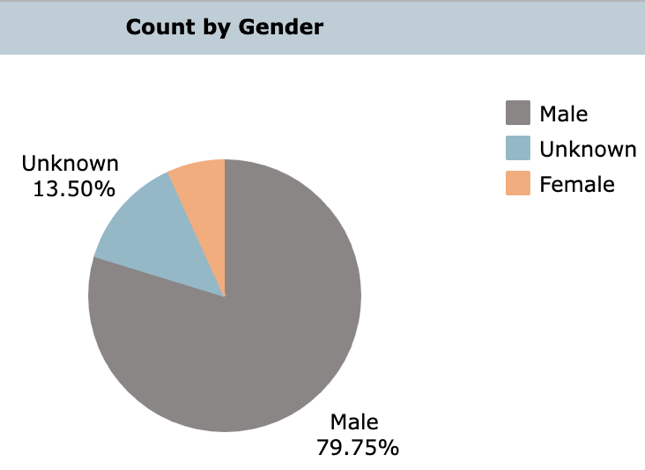 Count by Gender
Male
Unknown
Female
Unknown
13.50%
Male
79.75%